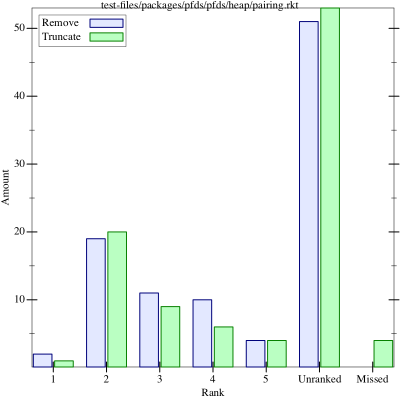 test-files/packages/pfds/pfds/heap/pairing.rkt
Remove
Truncate
50
40
30
20
10
Amount
1 2 3 4 5 Unranked Missed
Rank